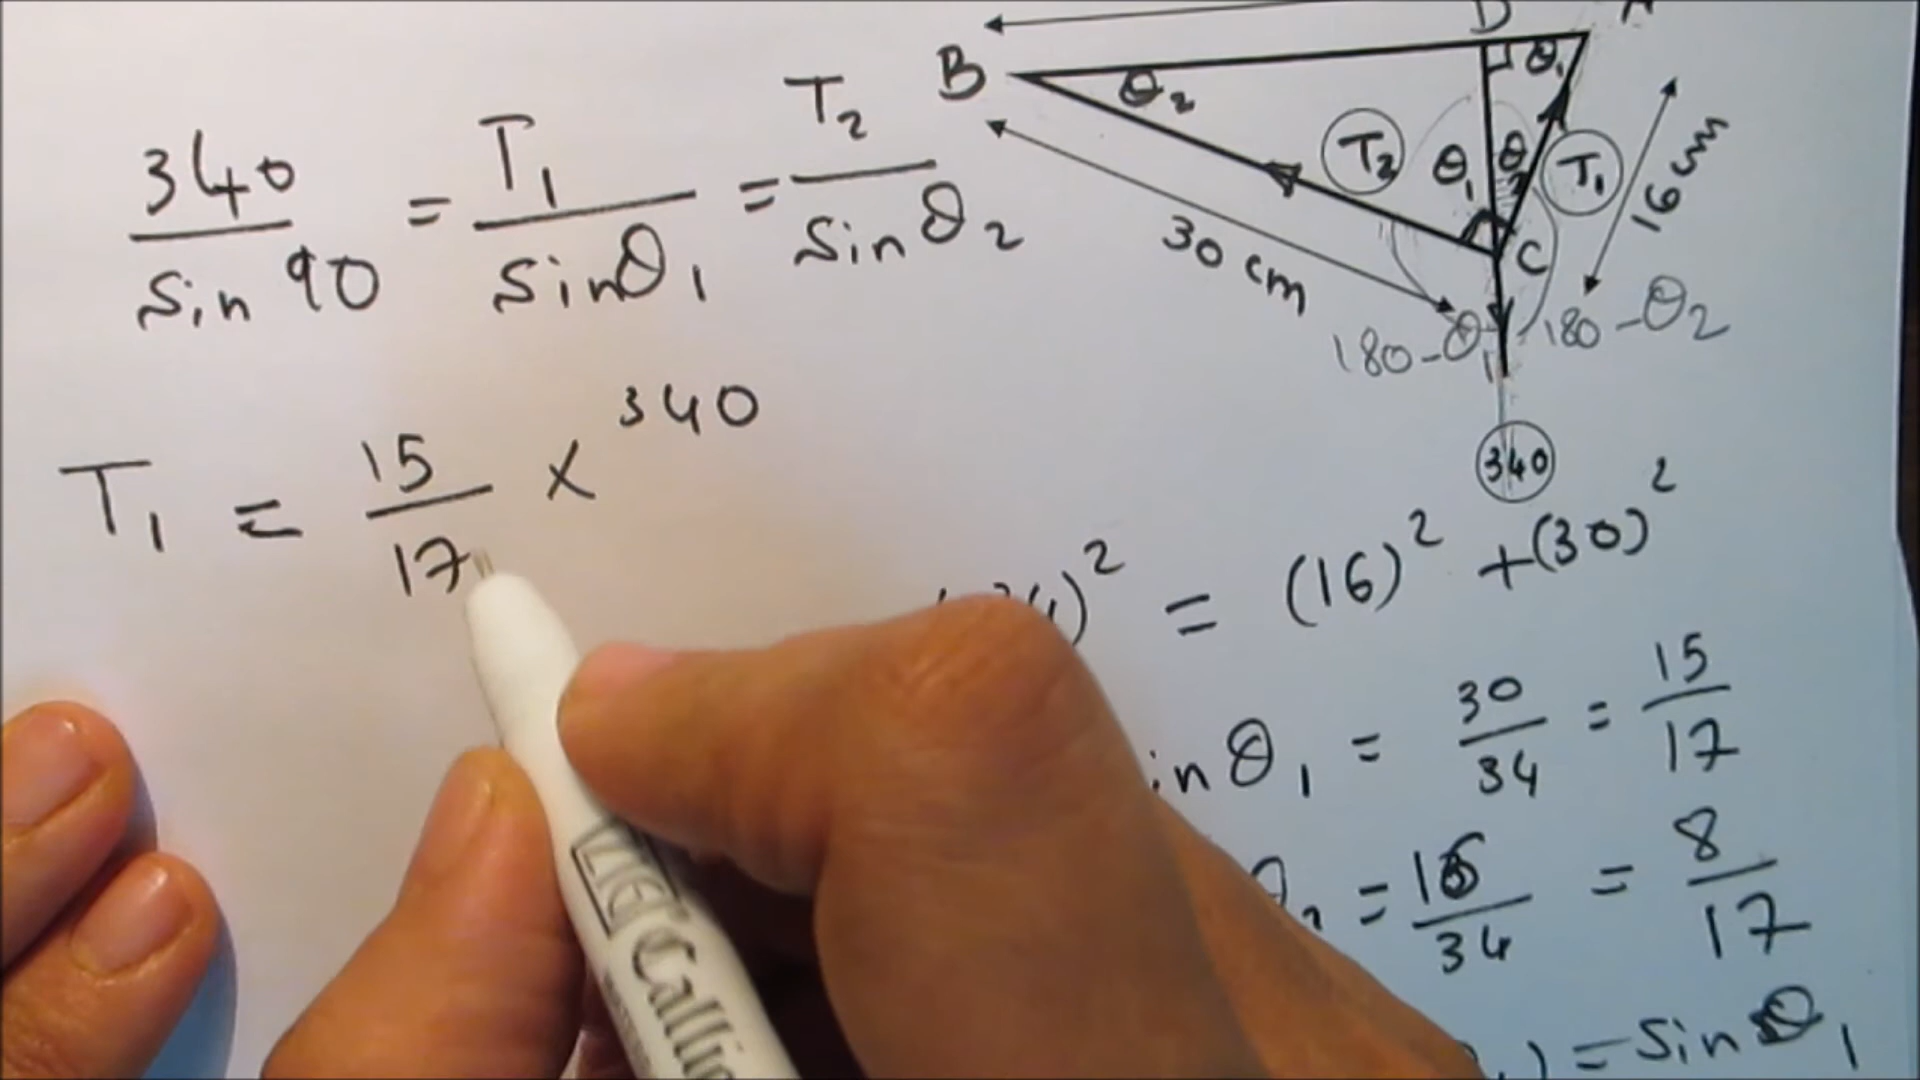 340 / sin 90 = T1 / sinθ1 = T2 / sinθ2
T1 = 15 / 17 × 340
B D
θ2 θ1
T2 θ1 T1
16 cm
30 cm
C
180-θ1 180-θ2
340
)² = (16)² + (30)²
in θ1 = 30 / 34 = 15 / 17
= 16 / 34 = 8 / 17
) = sin θ1